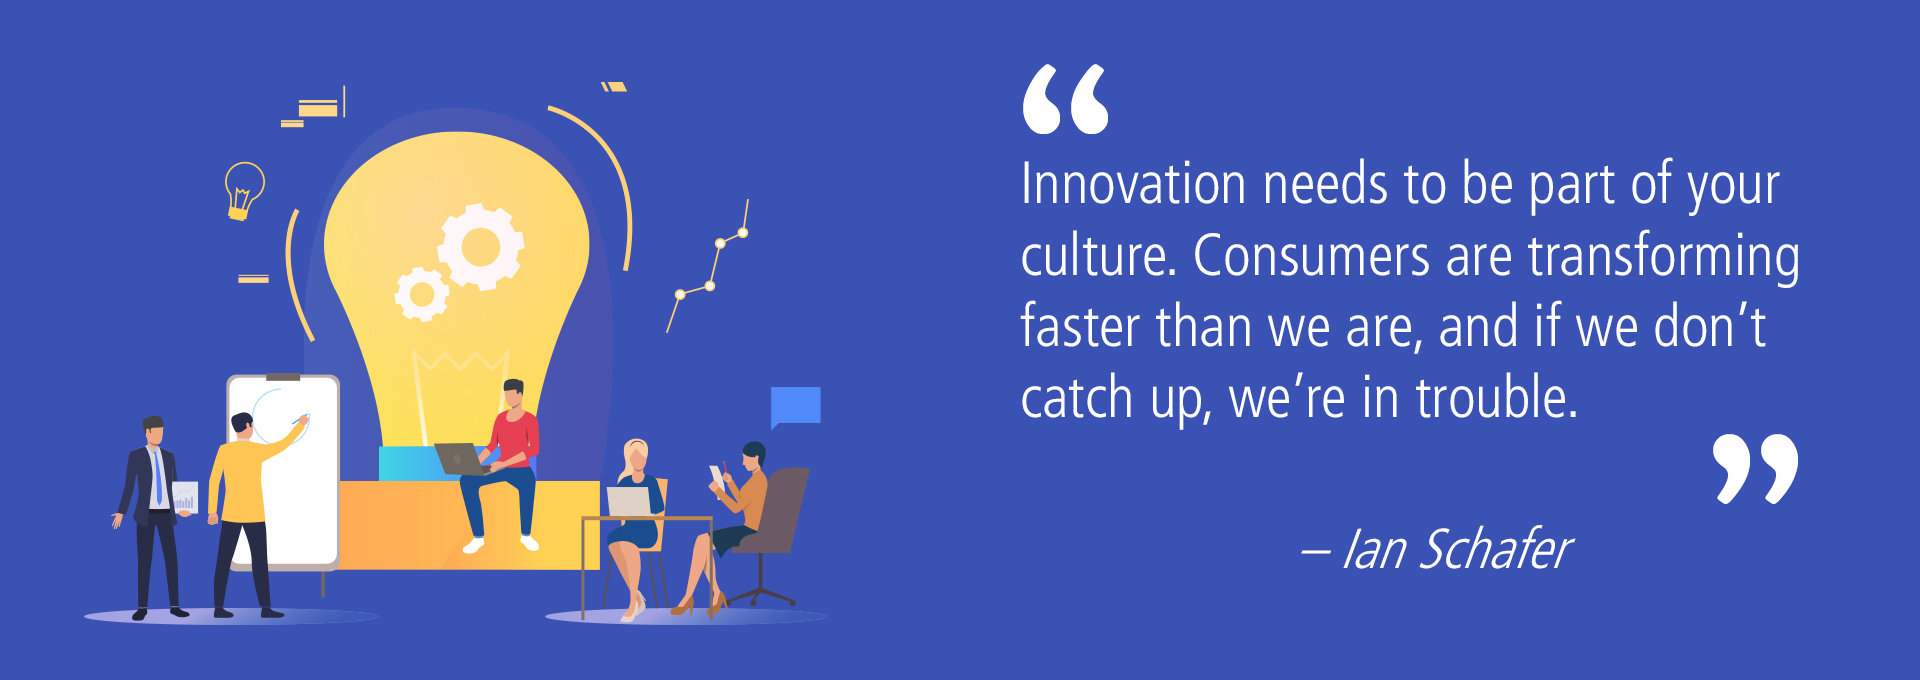 “
Innovation needs to be part of your
culture. Consumers are transforming
faster than we are, and if we don’t
catch up, we’re in trouble.
”
– Ian Schafer